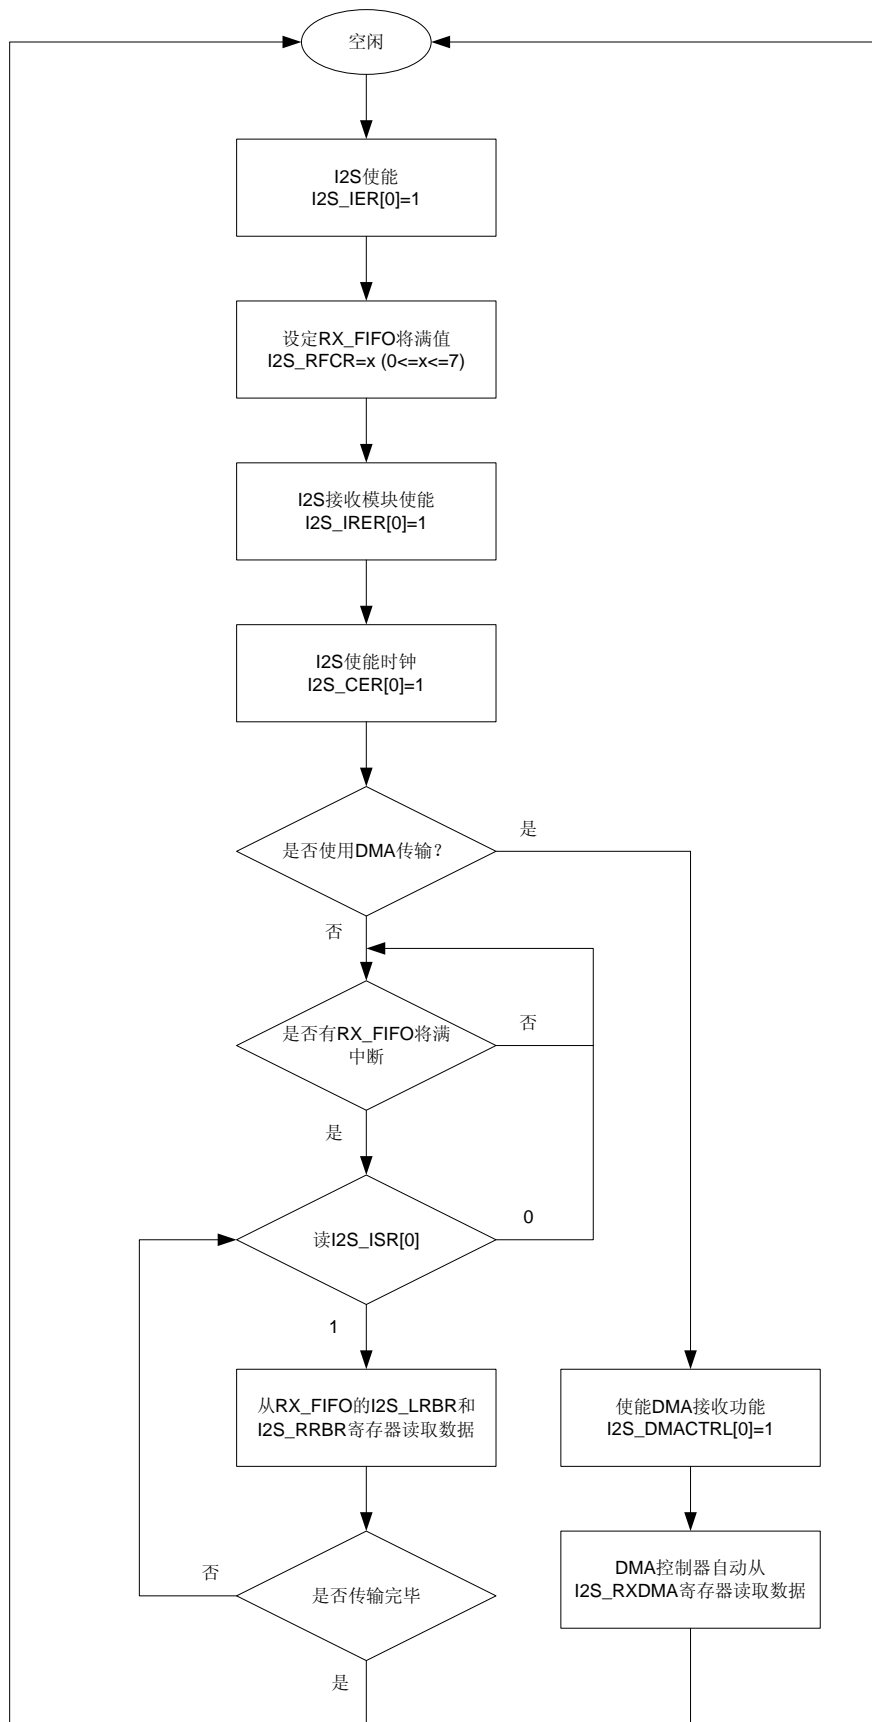 空闲
I2S使能
I2S_IER[0]=1
设定RX_FIFO将满值
I2S_RFCR=x (0<=x<=7)
I2S接收模块使能
I2S_IRER[0]=1
I2S使能时钟
I2S_CER[0]=1
是否使用DMA传输？
是
否
是否有RX_FIFO将满
中断
否
是
读I2S_ISR[0]
0
1
从RX_FIFO的I2S_LRBR和
I2S_RRBR寄存器读取数据
使能DMA接收功能
I2S_DMACTRL[0]=1
是否传输完毕
否
是
DMA控制器自动从
I2S_RXDMA寄存器读取数据